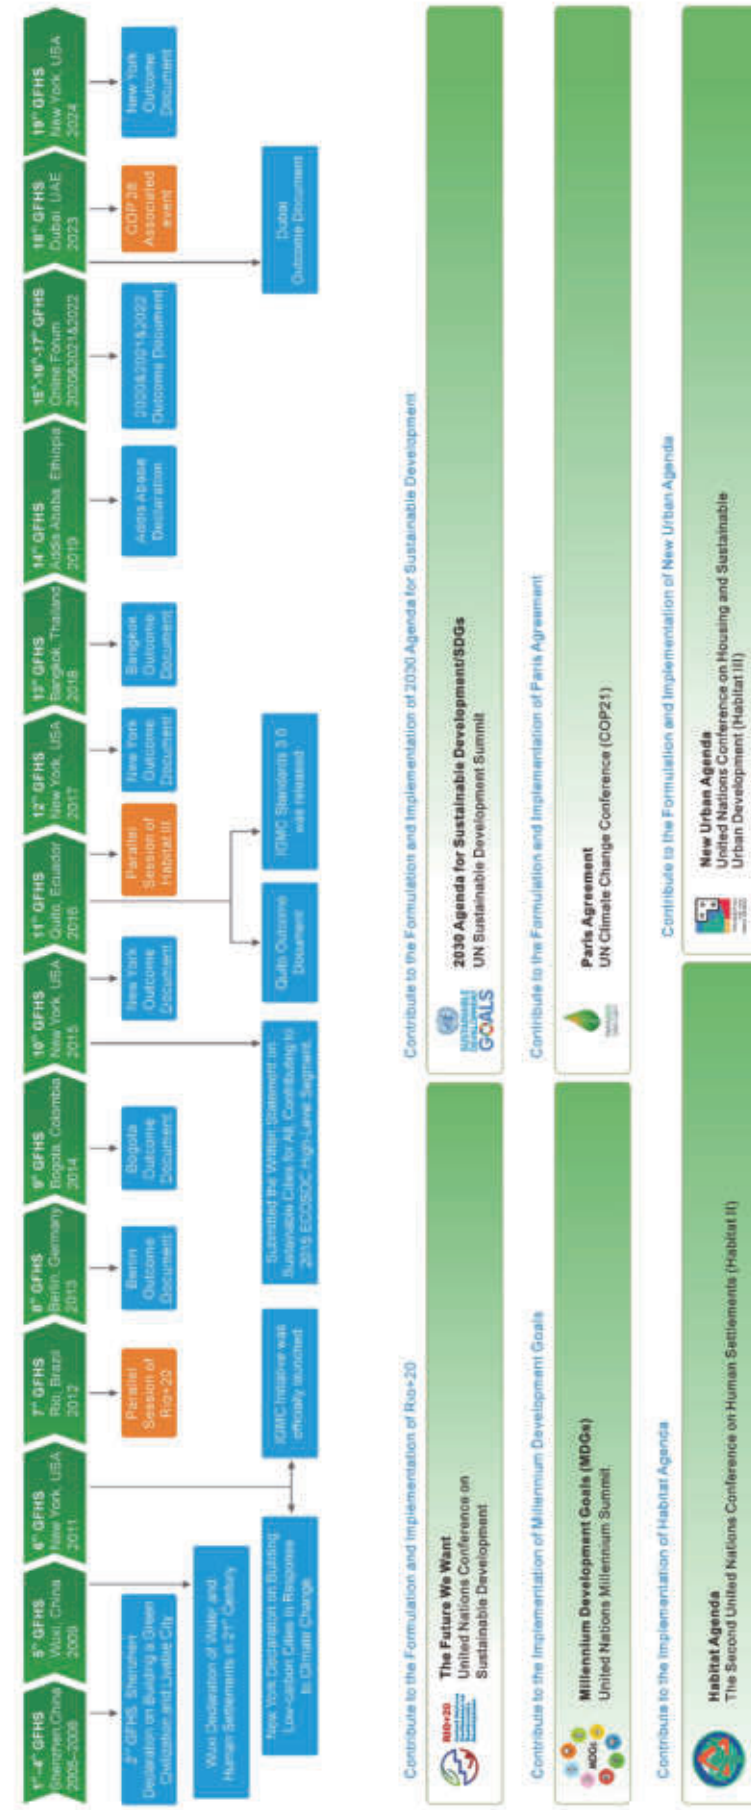 1st-4th GFHS
Shenzhen, China
2005-2008
5th GFHS
Wuxi, China
2009
6th GFHS
New York, USA
2011
7th GFHS
Rio, Brazil
2012
8th GFHS
Berlin, Germany
2013
9th GFHS
Bogota, Colombia
2014
10th GFHS
New York, USA
2015
11th GFHS
Quito, Ecuador
2016
12th GFHS
New York, USA
2017
13th GFHS
Bangkok, Thailand
2018
14th GFHS
Addis Ababa, Ethiopia
2019
15th-16th-17th GFHS
Online Forum
2020&2021&2022
18th GFHS
Dubai, UAE
2023
19th GFHS
New York, USA
2024
2nd GFHS: Shenzhen
Declaration on Building a Green
Civilization and Livable City
Parallel
Session of
Rio+20
Berlin
Outcome
Document
Bogota
Outcome
Document
New York
Outcome
Document
Parallel
Session of
Habitat III
New York
Outcome
Document
Bangkok
Outcome
Document
Addis Ababa
Declaration
2020&2021&2022
Outcome Document
COP 28
Associated
event
New York
Outcome
Document
Wuxi Declaration of Water and
Human Settlements in 21st Century
New York Declaration on Building
Low-carbon Cities in Response
to Climate Change
IGMC Initiative was
officially launched
Submitted the Written Statement on
Sustainable Cities for All, Contributing to
2015 ECOSOC High-Level Segment.
Quito Outcome
Document
IGMC Standards 3.0
was released
Dubai
Outcome Document
Contribute to the Formulation and Implementation of Rio+20
RIO+20
The Future We Want
United Nations Conference on
Sustainable Development
Contribute to the Formulation and Implementation of 2030 Agenda for Sustainable Development
SUSTAINABLE
DEVELOPMENT
GOALS
2030 Agenda for Sustainable Development/SDGs
UN Sustainable Development Summit
Contribute to the Implementation of Millennium Development Goals
MDGs
Millennium Development Goals (MDGs)
United Nations Millennium Summit
Contribute to the Formulation and Implementation of Paris Agreement
Paris Agreement
UN Climate Change Conference (COP21)
Contribute to the Implementation of Habitat Agenda
Habitat Agenda
The Second United Nations Conference on Human Settlements (Habitat II)
Contribute to the Formulation and Implementation of New Urban Agenda
New Urban Agenda
United Nations Conference on Housing and Sustainable
Urban Development (Habitat III)